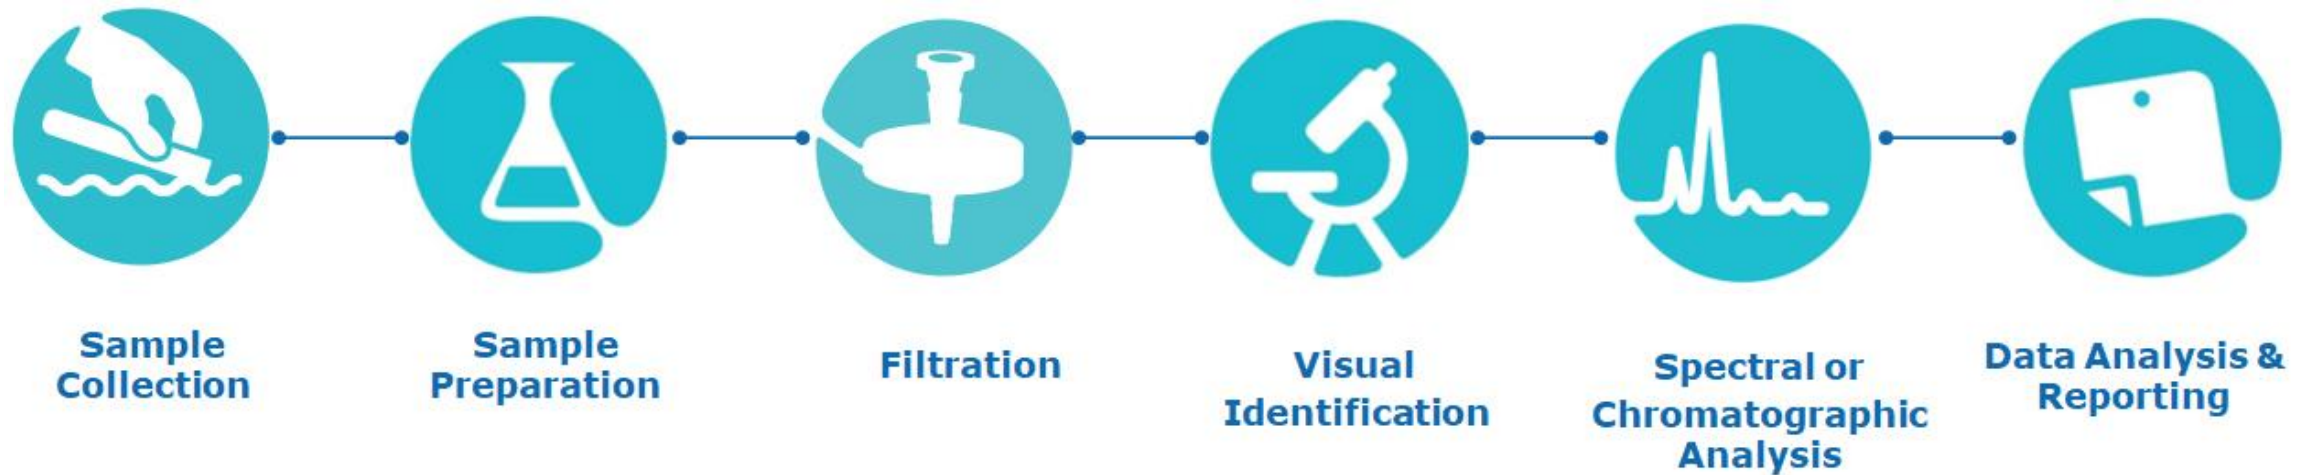 Sample
Collection
Sample
Preparation
Filtration
Visual
Identification
Spectral or
Chromatographic
Analysis
Data Analysis &
Reporting